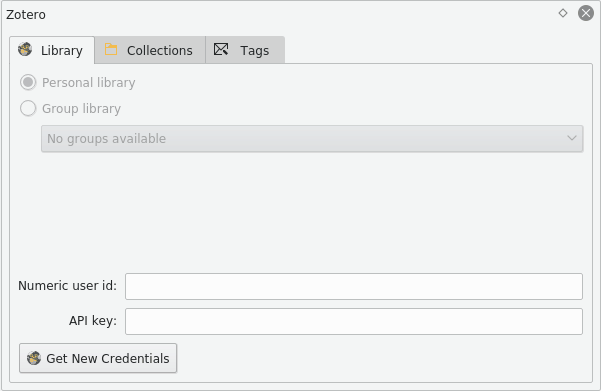 Zotero
Library Collections Tags
Personal library
Group library
No groups available
Numeric user id:
API key:
Get New Credentials